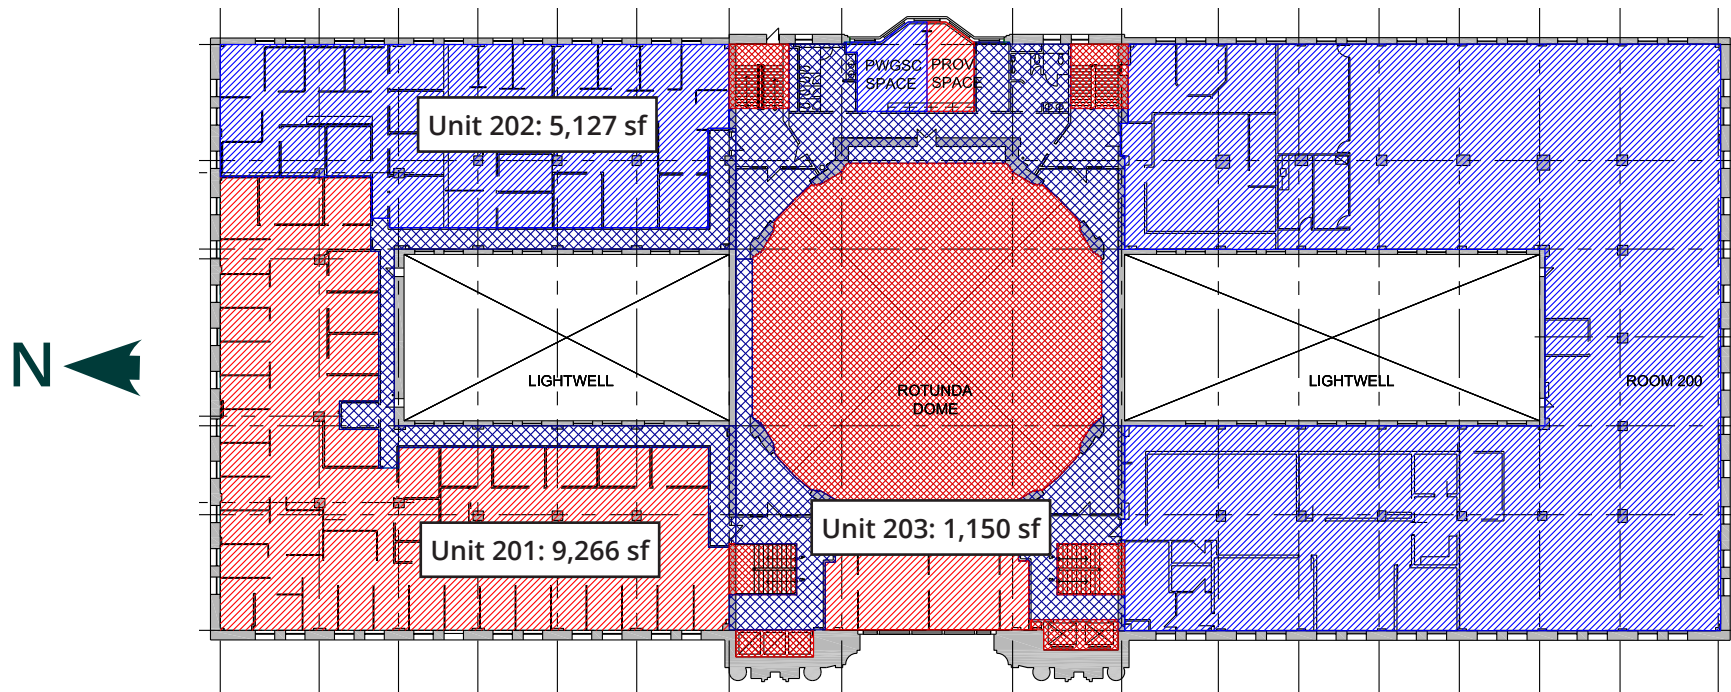 PWGSC PROV.
SPACE SPACE
Unit 202: 5,127 sf
N
LIGHTWELL
ROTUNDA
DOME
LIGHTWELL
ROOM 200
Unit 203: 1,150 sf
Unit 201: 9,266 sf